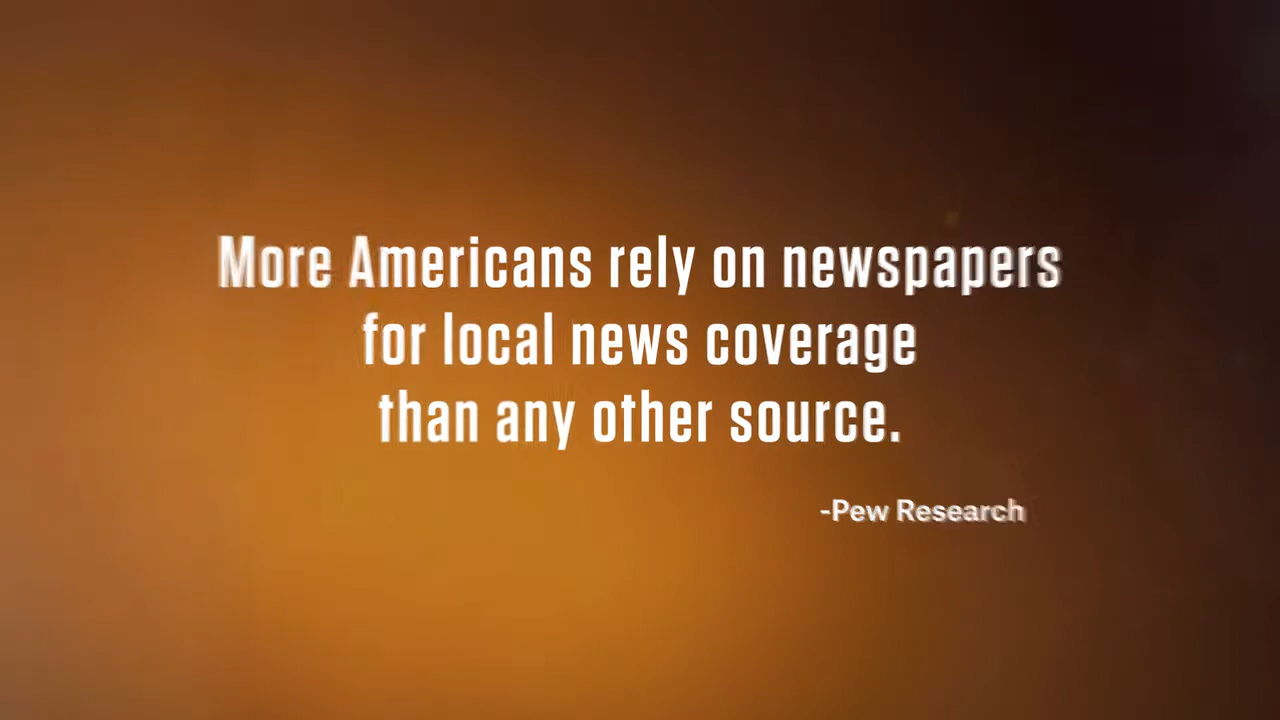 More Americans rely on newspapers
for local news coverage
than any other source.
-Pew Research